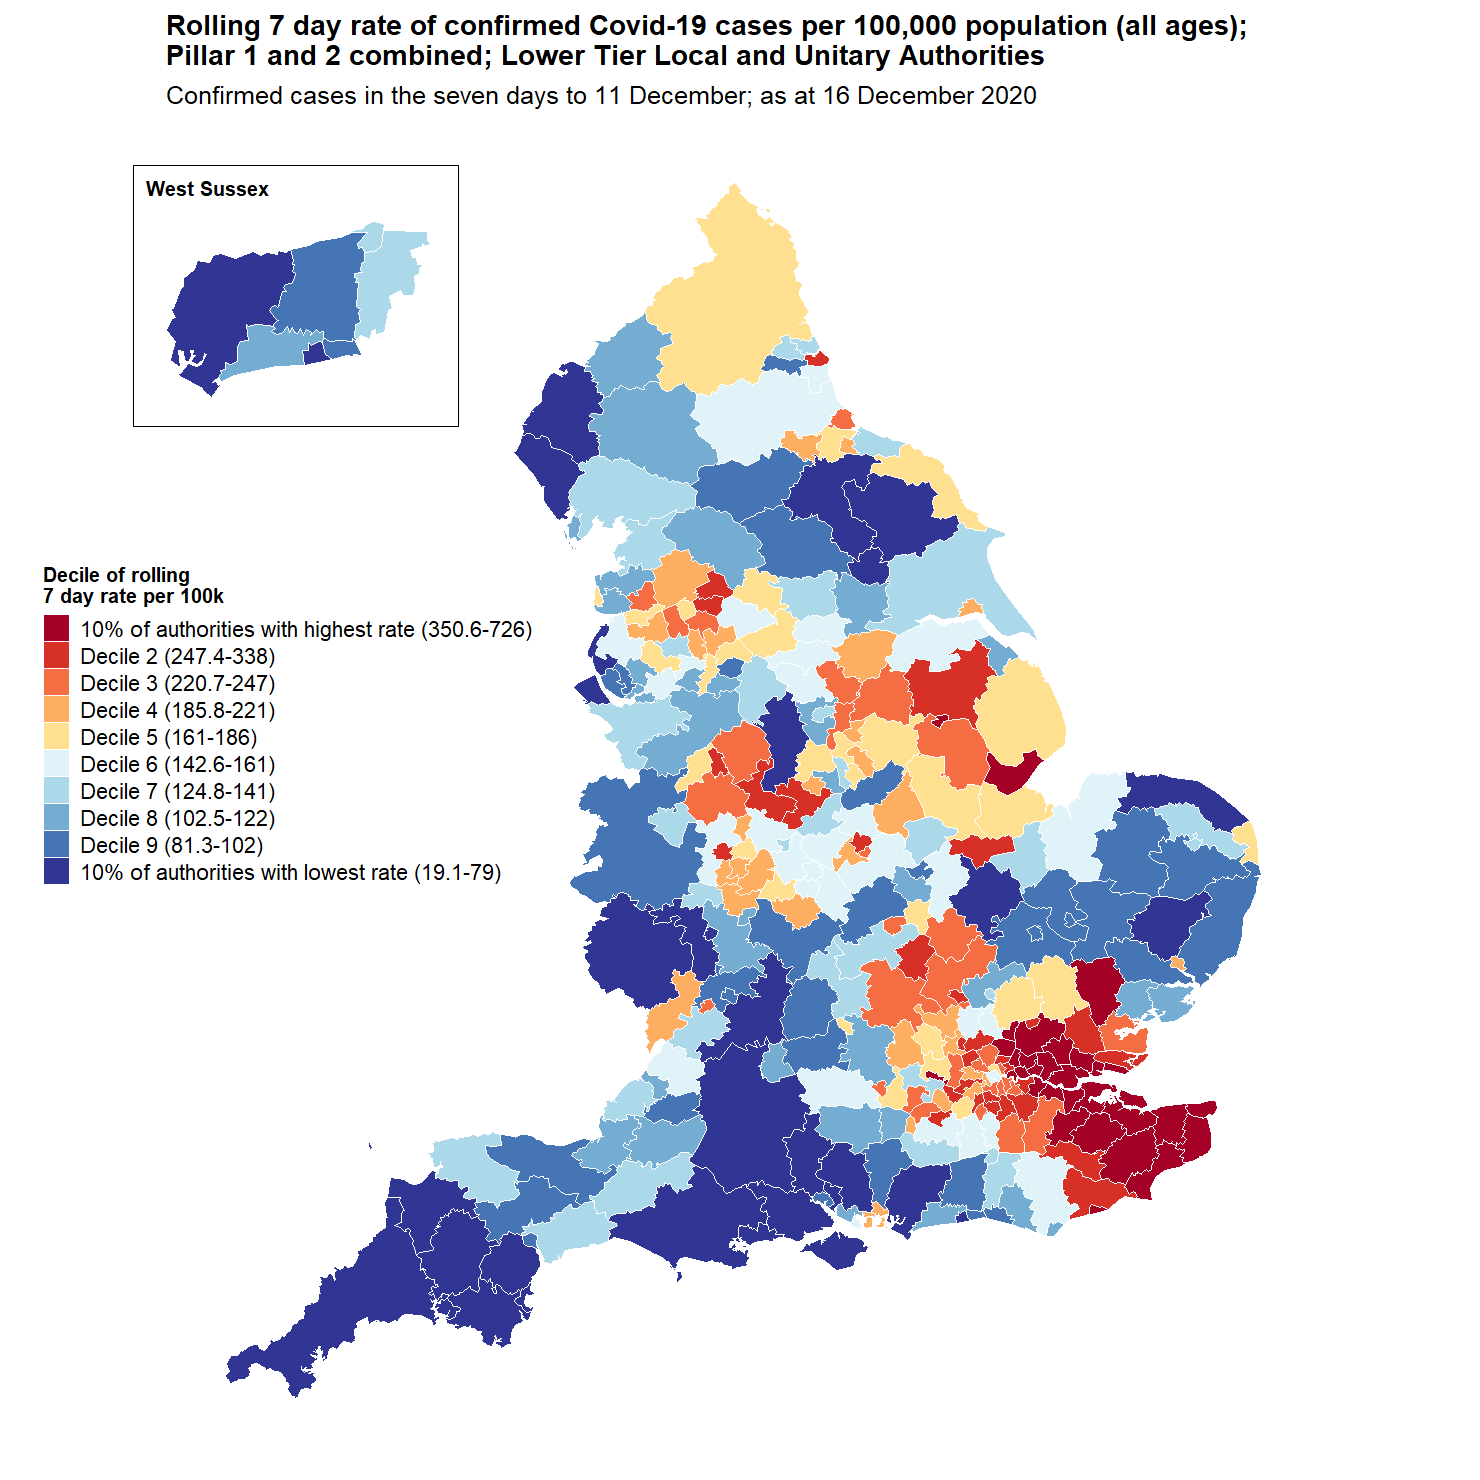 Rolling 7 day rate of confirmed Covid-19 cases per 100,000 population (all ages);
Pillar 1 and 2 combined; Lower Tier Local and Unitary Authorities
Confirmed cases in the seven days to 11 December; as at 16 December 2020
West Sussex
Decile of rolling
7 day rate per 100k
10% of authorities with highest rate (350.6-726)
Decile 2 (247.4-338)
Decile 3 (220.7-247)
Decile 4 (185.8-221)
Decile 5 (161-186)
Decile 6 (142.6-161)
Decile 7 (124.8-141)
Decile 8 (102.5-122)
Decile 9 (81.3-102)
10% of authorities with lowest rate (19.1-79)